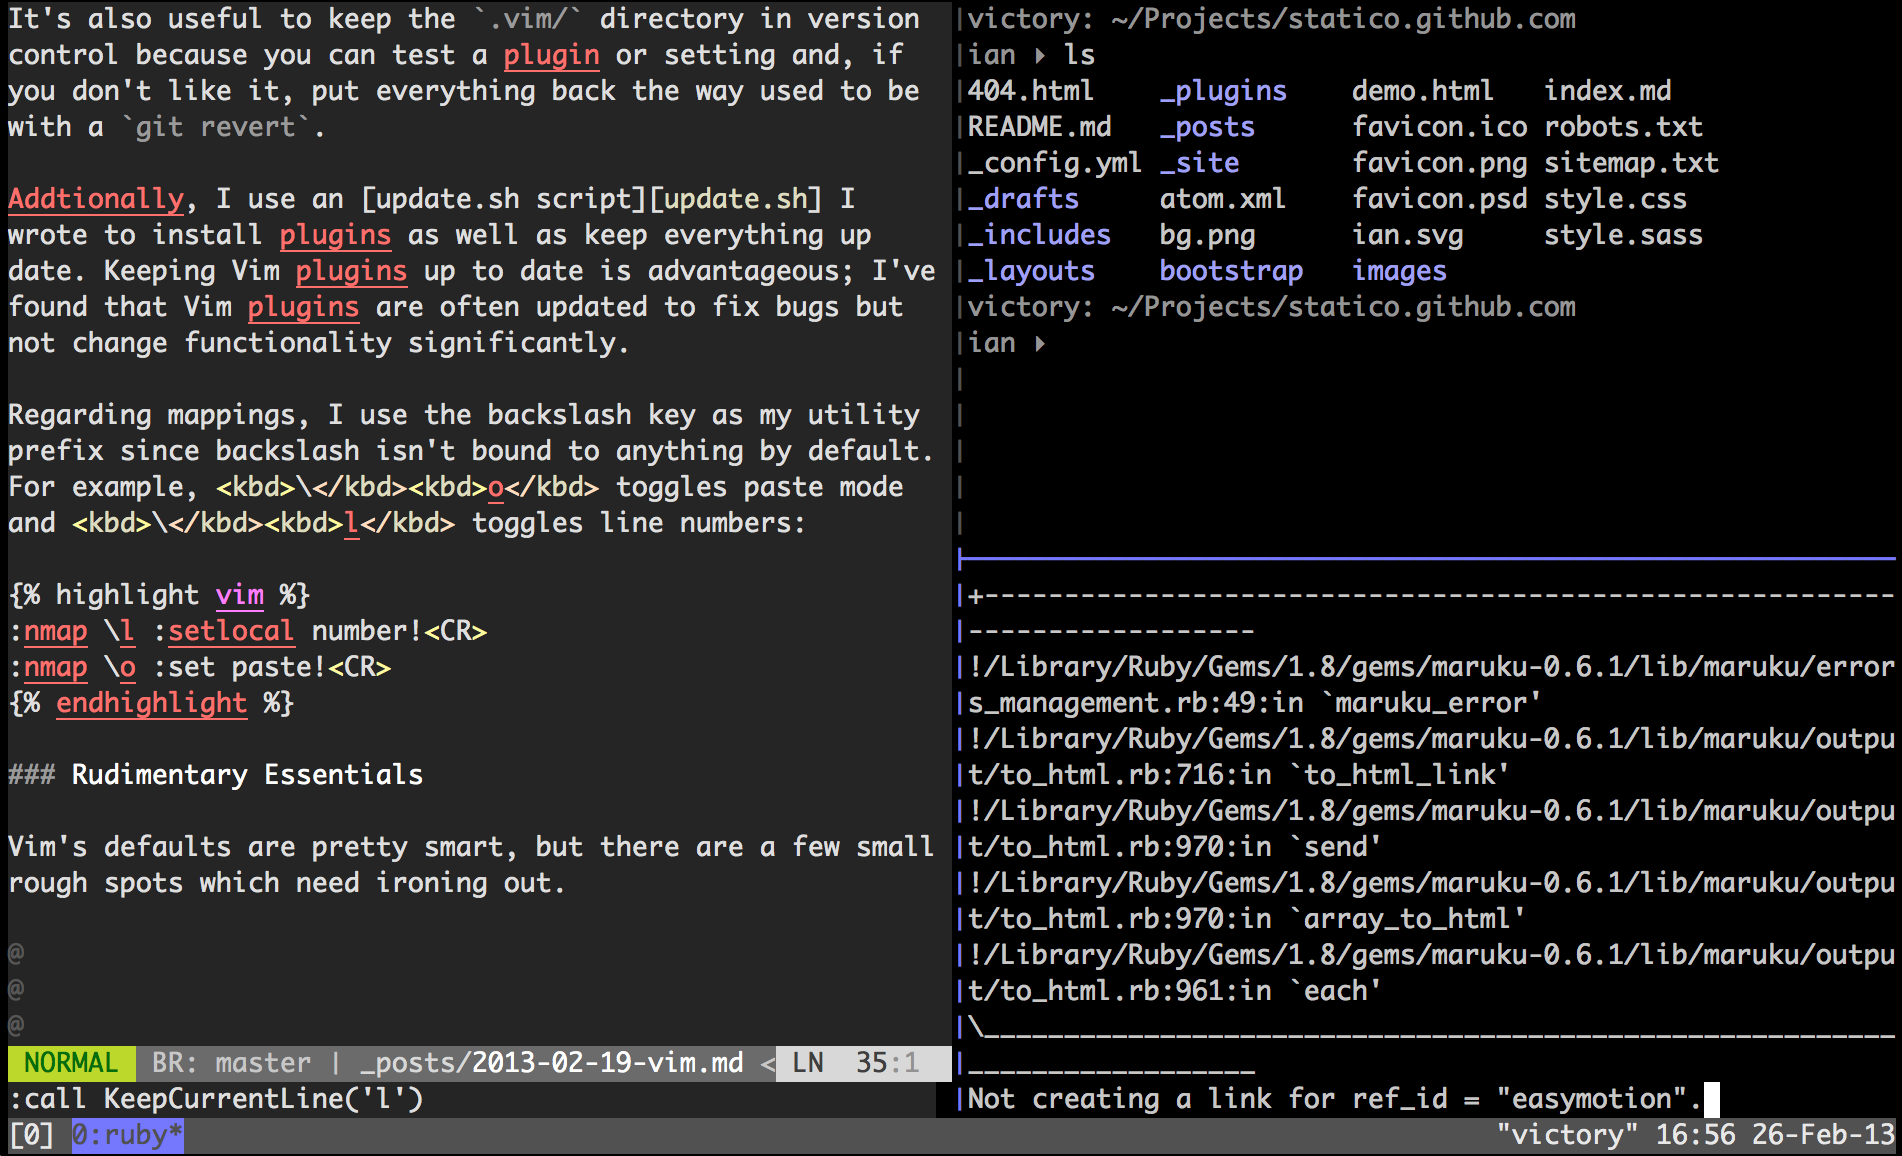 It's also useful to keep the `.vim/` directory in version
control because you can test a plugin or setting and, if
you don't like it, put everything back the way used to be
with a `git revert`.
Addtionally, I use an [update.sh script][update.sh] I
wrote to install plugins as well as keep everything up
date. Keeping Vim plugins up to date is advantageous; I've
found that Vim plugins are often updated to fix bugs but
not change functionality significantly.
Regarding mappings, I use the backslash key as my utility
prefix since backslash isn't bound to anything by default.
For example, <kbd>\</kbd><kbd>o</kbd> toggles paste mode
and <kbd>\</kbd><kbd>l</kbd> toggles line numbers:
{% highlight vim %}
:nmap \l :setlocal number!<CR>
:nmap \o :set paste!<CR>
{% endhighlight %}
### Rudimentary Essentials
Vim's defaults are pretty smart, but there are a few small
rough spots which need ironing out.
@
@
@
NORMAL BR: master | _posts/2013-02-19-vim.md < LN 35:1
:call KeepCurrentLine('l')
victory: ~/Projects/statico.github.com
ian ▸ ls
404.html _plugins demo.html index.md
README.md _posts favicon.ico robots.txt
_config.yml _site favicon.png sitemap.txt
_drafts atom.xml favicon.psd style.css
_includes bg.png ian.svg style.sass
_layouts bootstrap images
victory: ~/Projects/statico.github.com
ian ▸
+---------------------------------------------------------
------------------
!/Library/Ruby/Gems/1.8/gems/maruku-0.6.1/lib/maruku/error
s_management.rb:49:in `maruku_error'
!/Library/Ruby/Gems/1.8/gems/maruku-0.6.1/lib/maruku/outpu
t/to_html.rb:716:in `to_html_link'
!/Library/Ruby/Gems/1.8/gems/maruku-0.6.1/lib/maruku/outpu
t/to_html.rb:970:in `send'
!/Library/Ruby/Gems/1.8/gems/maruku-0.6.1/lib/maruku/outpu
t/to_html.rb:970:in `array_to_html'
!/Library/Ruby/Gems/1.8/gems/maruku-0.6.1/lib/maruku/outpu
t/to_html.rb:961:in `each'
\_________________________________________________________
__________________
Not creating a link for ref_id = "easymotion".
[0] 0:ruby* "victory" 16:56 26-Feb-13